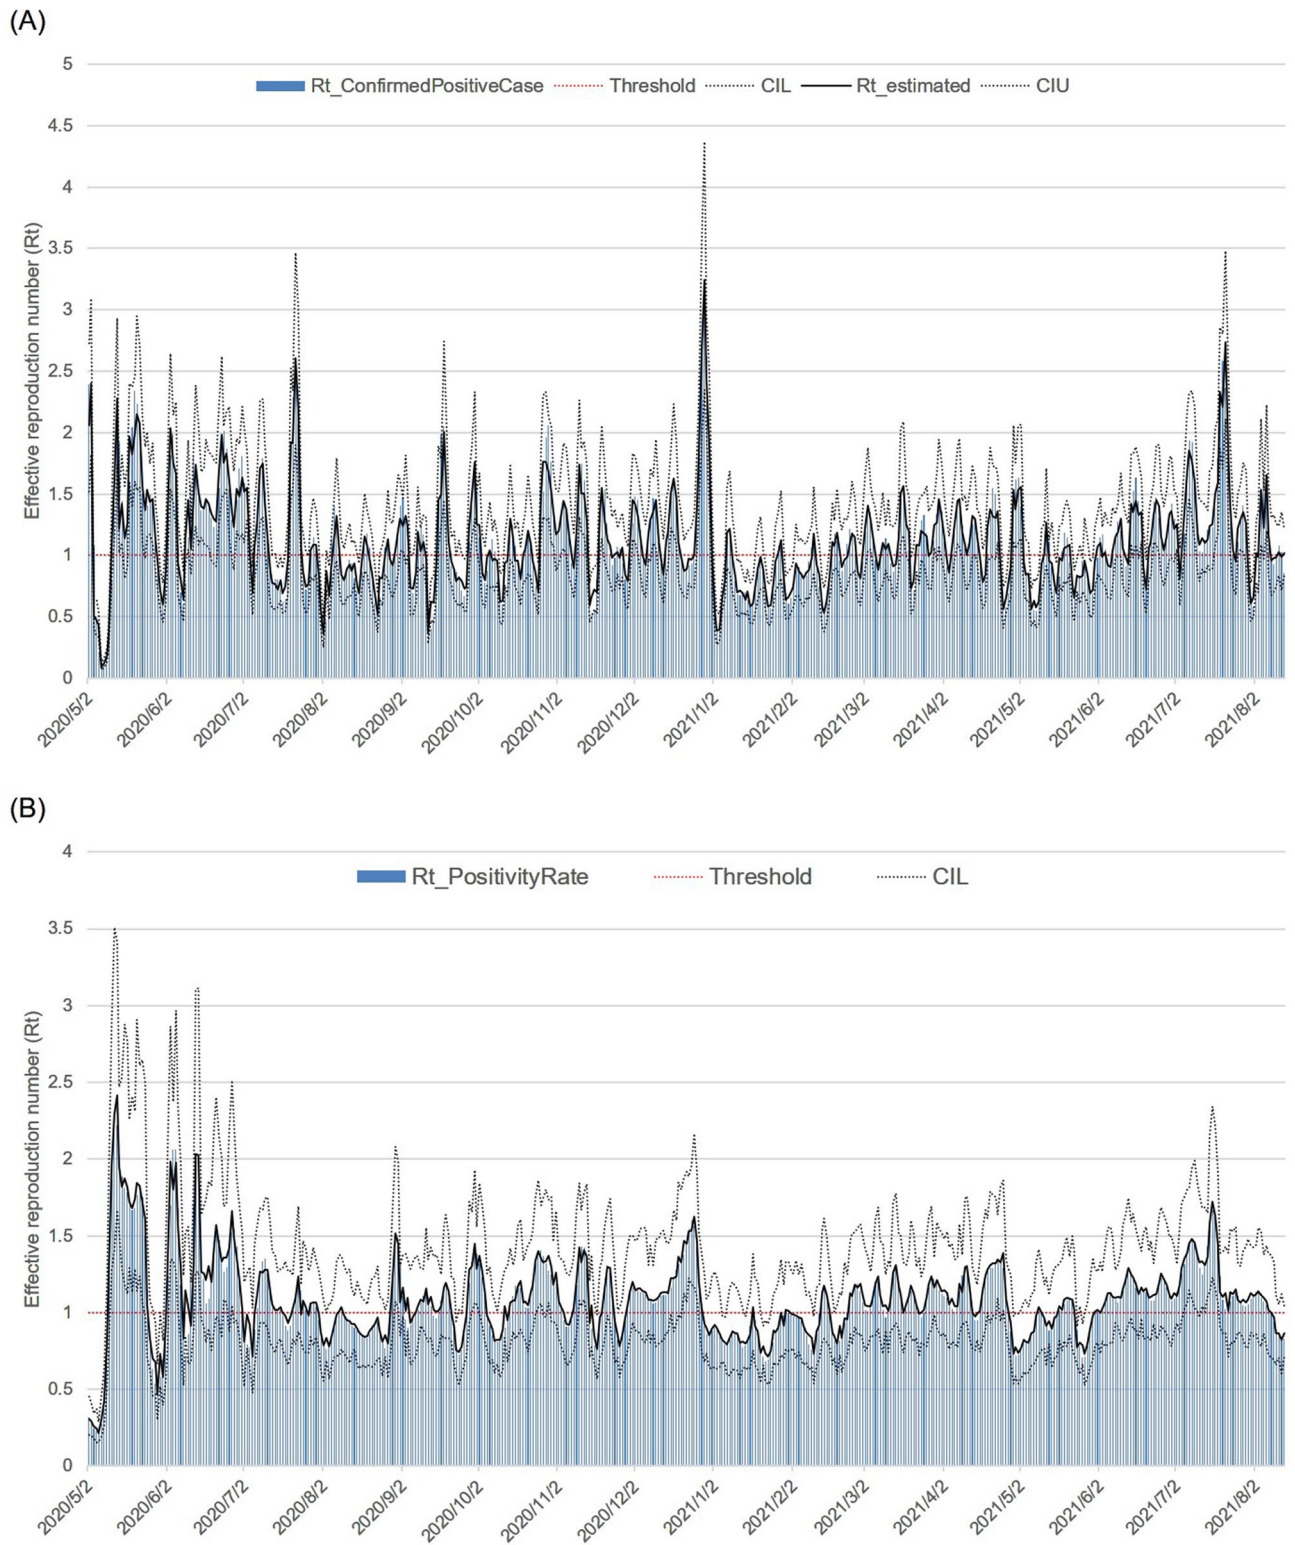 (A)
5
Rt_ConfirmedPositiveCase Threshold CIL Rt_estimated CIU
4.5
4
3.5
3
2.5
2
1.5
1
0.5
0
Effective reproduction number (Rt)
2020/5/2 2020/6/2 2020/7/2 2020/8/2 2020/9/2 2020/10/2 2020/11/2 2020/12/2 2021/1/2 2021/2/2 2021/3/2 2021/4/2 2021/5/2 2021/6/2 2021/7/2 2021/8/2
(B)
4
Rt_PositivityRate Threshold CIL
3.5
3
2.5
2
1.5
1
0.5
0
Effective reproduction number (Rt)
2020/5/2 2020/6/2 2020/7/2 2020/8/2 2020/9/2 2020/10/2 2020/11/2 2020/12/2 2021/1/2 2021/2/2 2021/3/2 2021/4/2 2021/5/2 2021/6/2 2021/7/2 2021/8/2